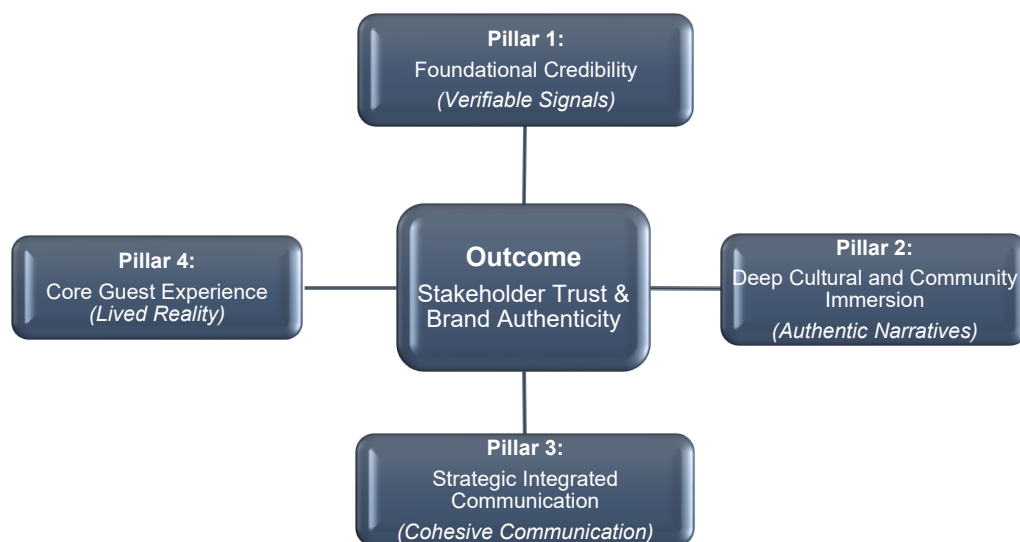 Pillar 1:
Foundational Credibility
(Verifiable Signals)
Pillar 4:
Core Guest Experience
(Lived Reality)
Outcome
Stakeholder Trust &
Brand Authenticity
Pillar 2:
Deep Cultural and Community
Immersion
(Authentic Narratives)
Pillar 3:
Strategic Integrated
Communication
(Cohesive Communication)